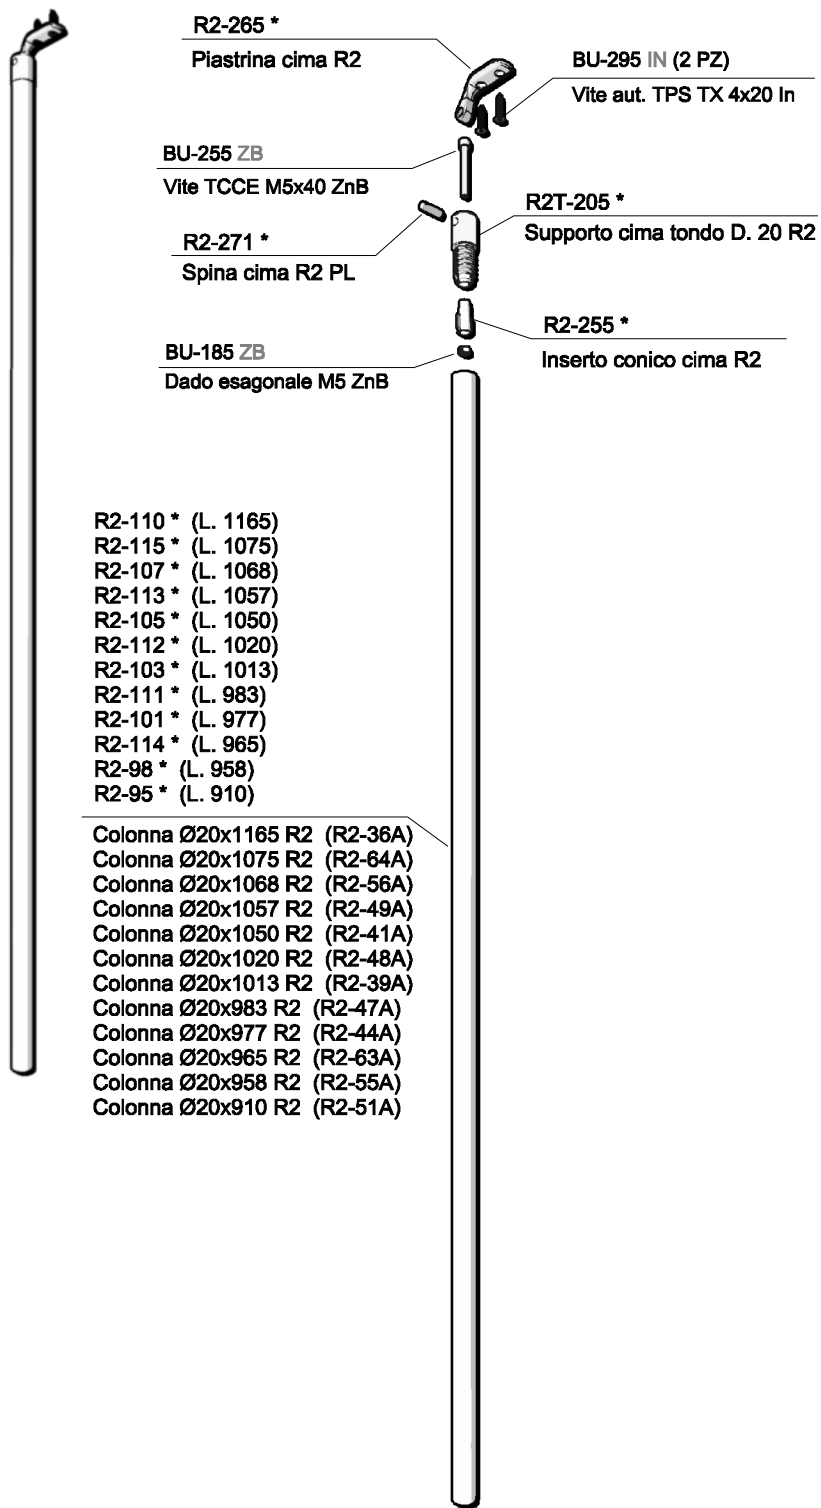 R2-265 *
Piastrina cima R2
BU-295 IN (2 PZ)
Vite aut. TPS TX 4x20 In
BU-255 ZB
Vite TCCE M5x40 ZnB
R2T-205 *
Supporto cima tondo D. 20 R2
R2-271 *
Spina cima R2 PL
R2-255 *
Inserto conico cima R2
BU-185 ZB
Dado esagonale M5 ZnB
R2-110 * (L. 1165)
R2-115 * (L. 1075)
R2-107 * (L. 1068)
R2-113 * (L. 1057)
R2-105 * (L. 1050)
R2-112 * (L. 1020)
R2-103 * (L. 1013)
R2-111 * (L. 983)
R2-101 * (L. 977)
R2-114 * (L. 965)
R2-98 * (L. 958)
R2-95 * (L. 910)
Colonna Ø20x1165 R2 (R2-36A)
Colonna Ø20x1075 R2 (R2-64A)
Colonna Ø20x1068 R2 (R2-56A)
Colonna Ø20x1057 R2 (R2-49A)
Colonna Ø20x1050 R2 (R2-41A)
Colonna Ø20x1020 R2 (R2-48A)
Colonna Ø20x1013 R2 (R2-39A)
Colonna Ø20x983 R2 (R2-47A)
Colonna Ø20x977 R2 (R2-44A)
Colonna Ø20x965 R2 (R2-63A)
Colonna Ø20x958 R2 (R2-55A)
Colonna Ø20x910 R2 (R2-51A)